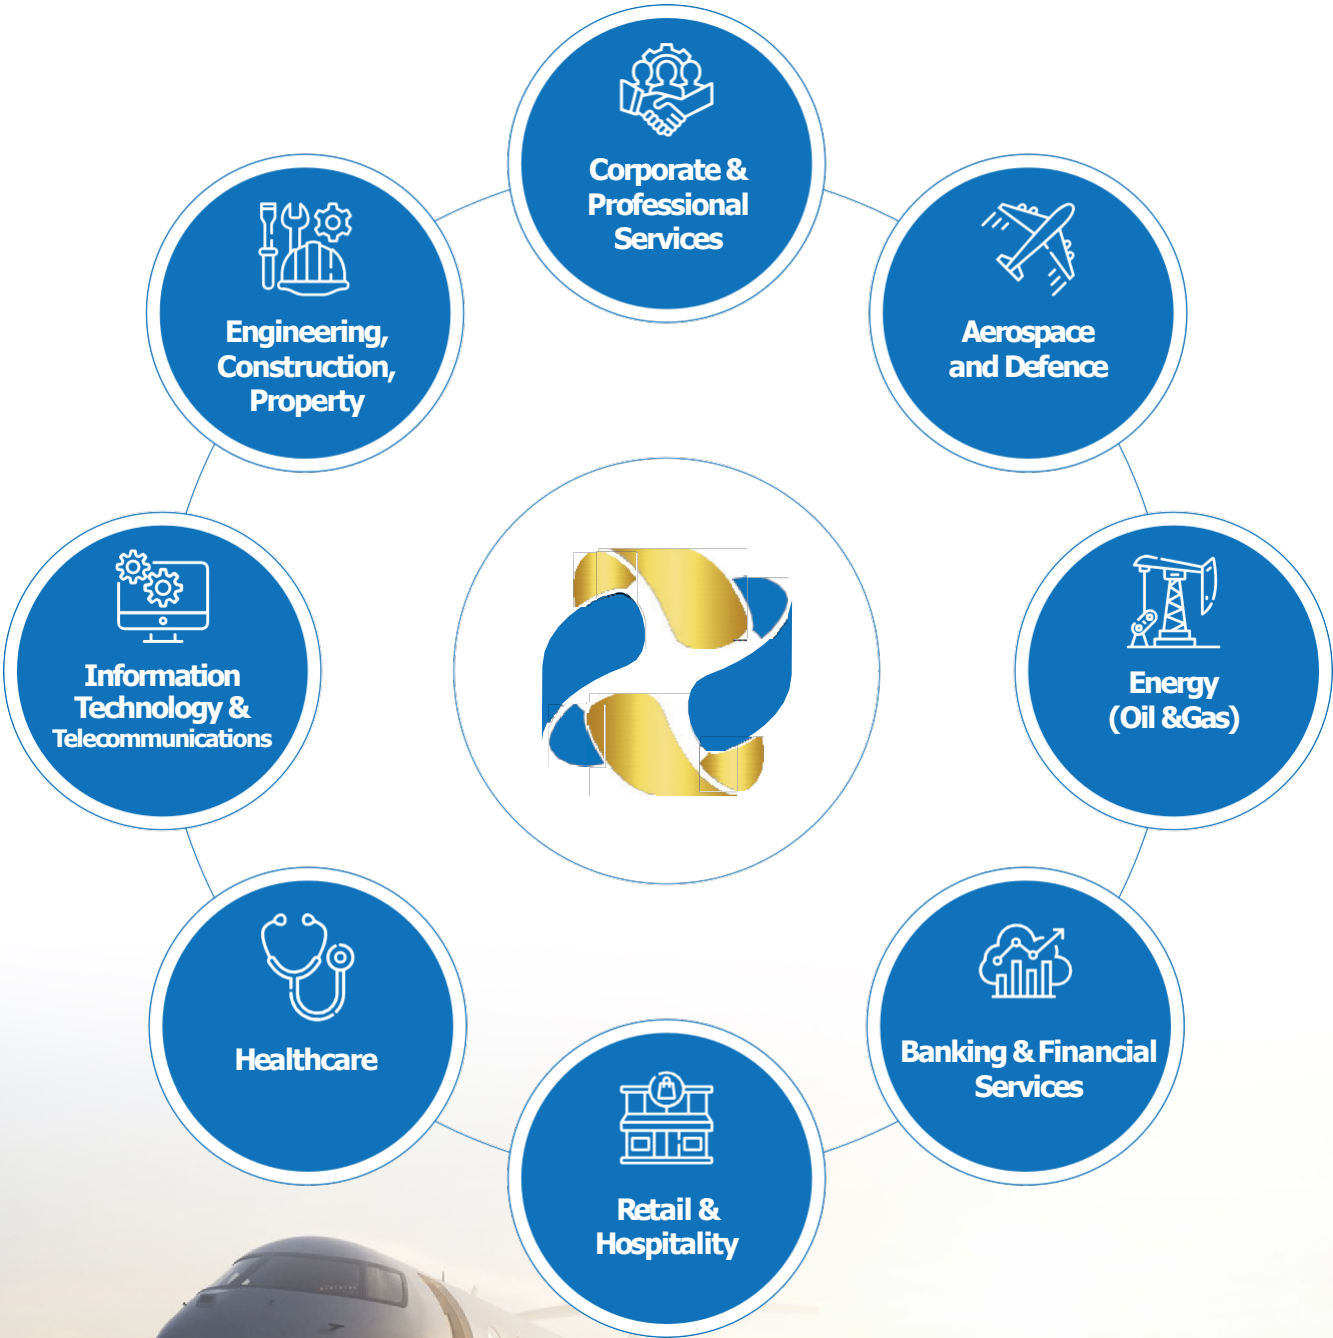 Corporate &
Professional
Services
Aerospace
and Defence
Energy
(Oil &Gas)
Banking & Financial
Services
Retail &
Hospitality
Healthcare
Information
Technology &
Telecommunications
Engineering,
Construction,
Property